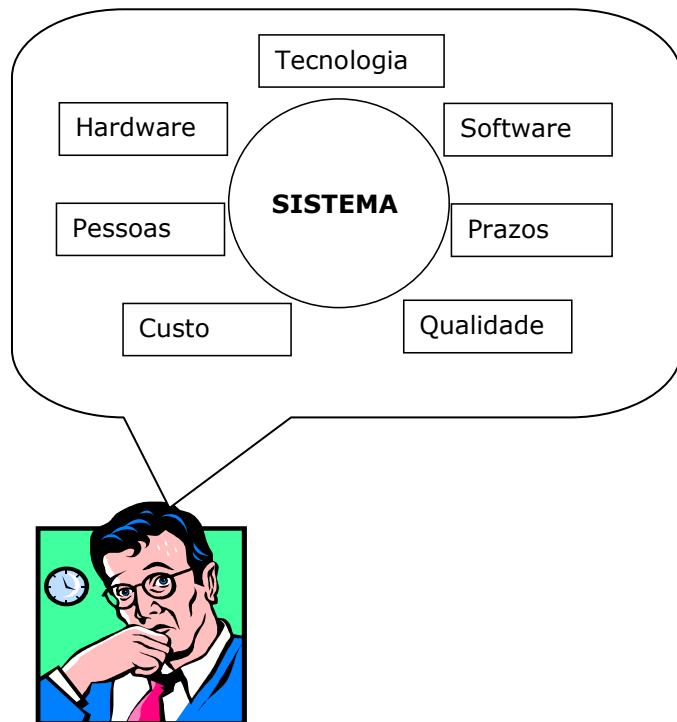 Tecnologia
Hardware
Software
SISTEMA
Pessoas
Prazos
Custo
Qualidade